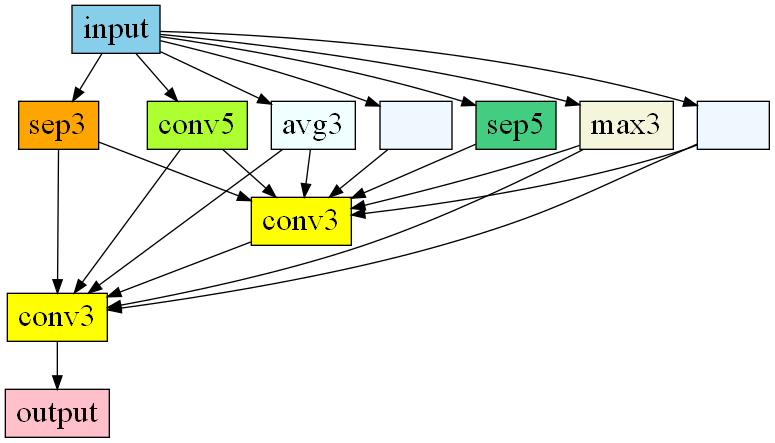 input
sep3
conv5
avg3
sep5
max3
conv3
conv3
output